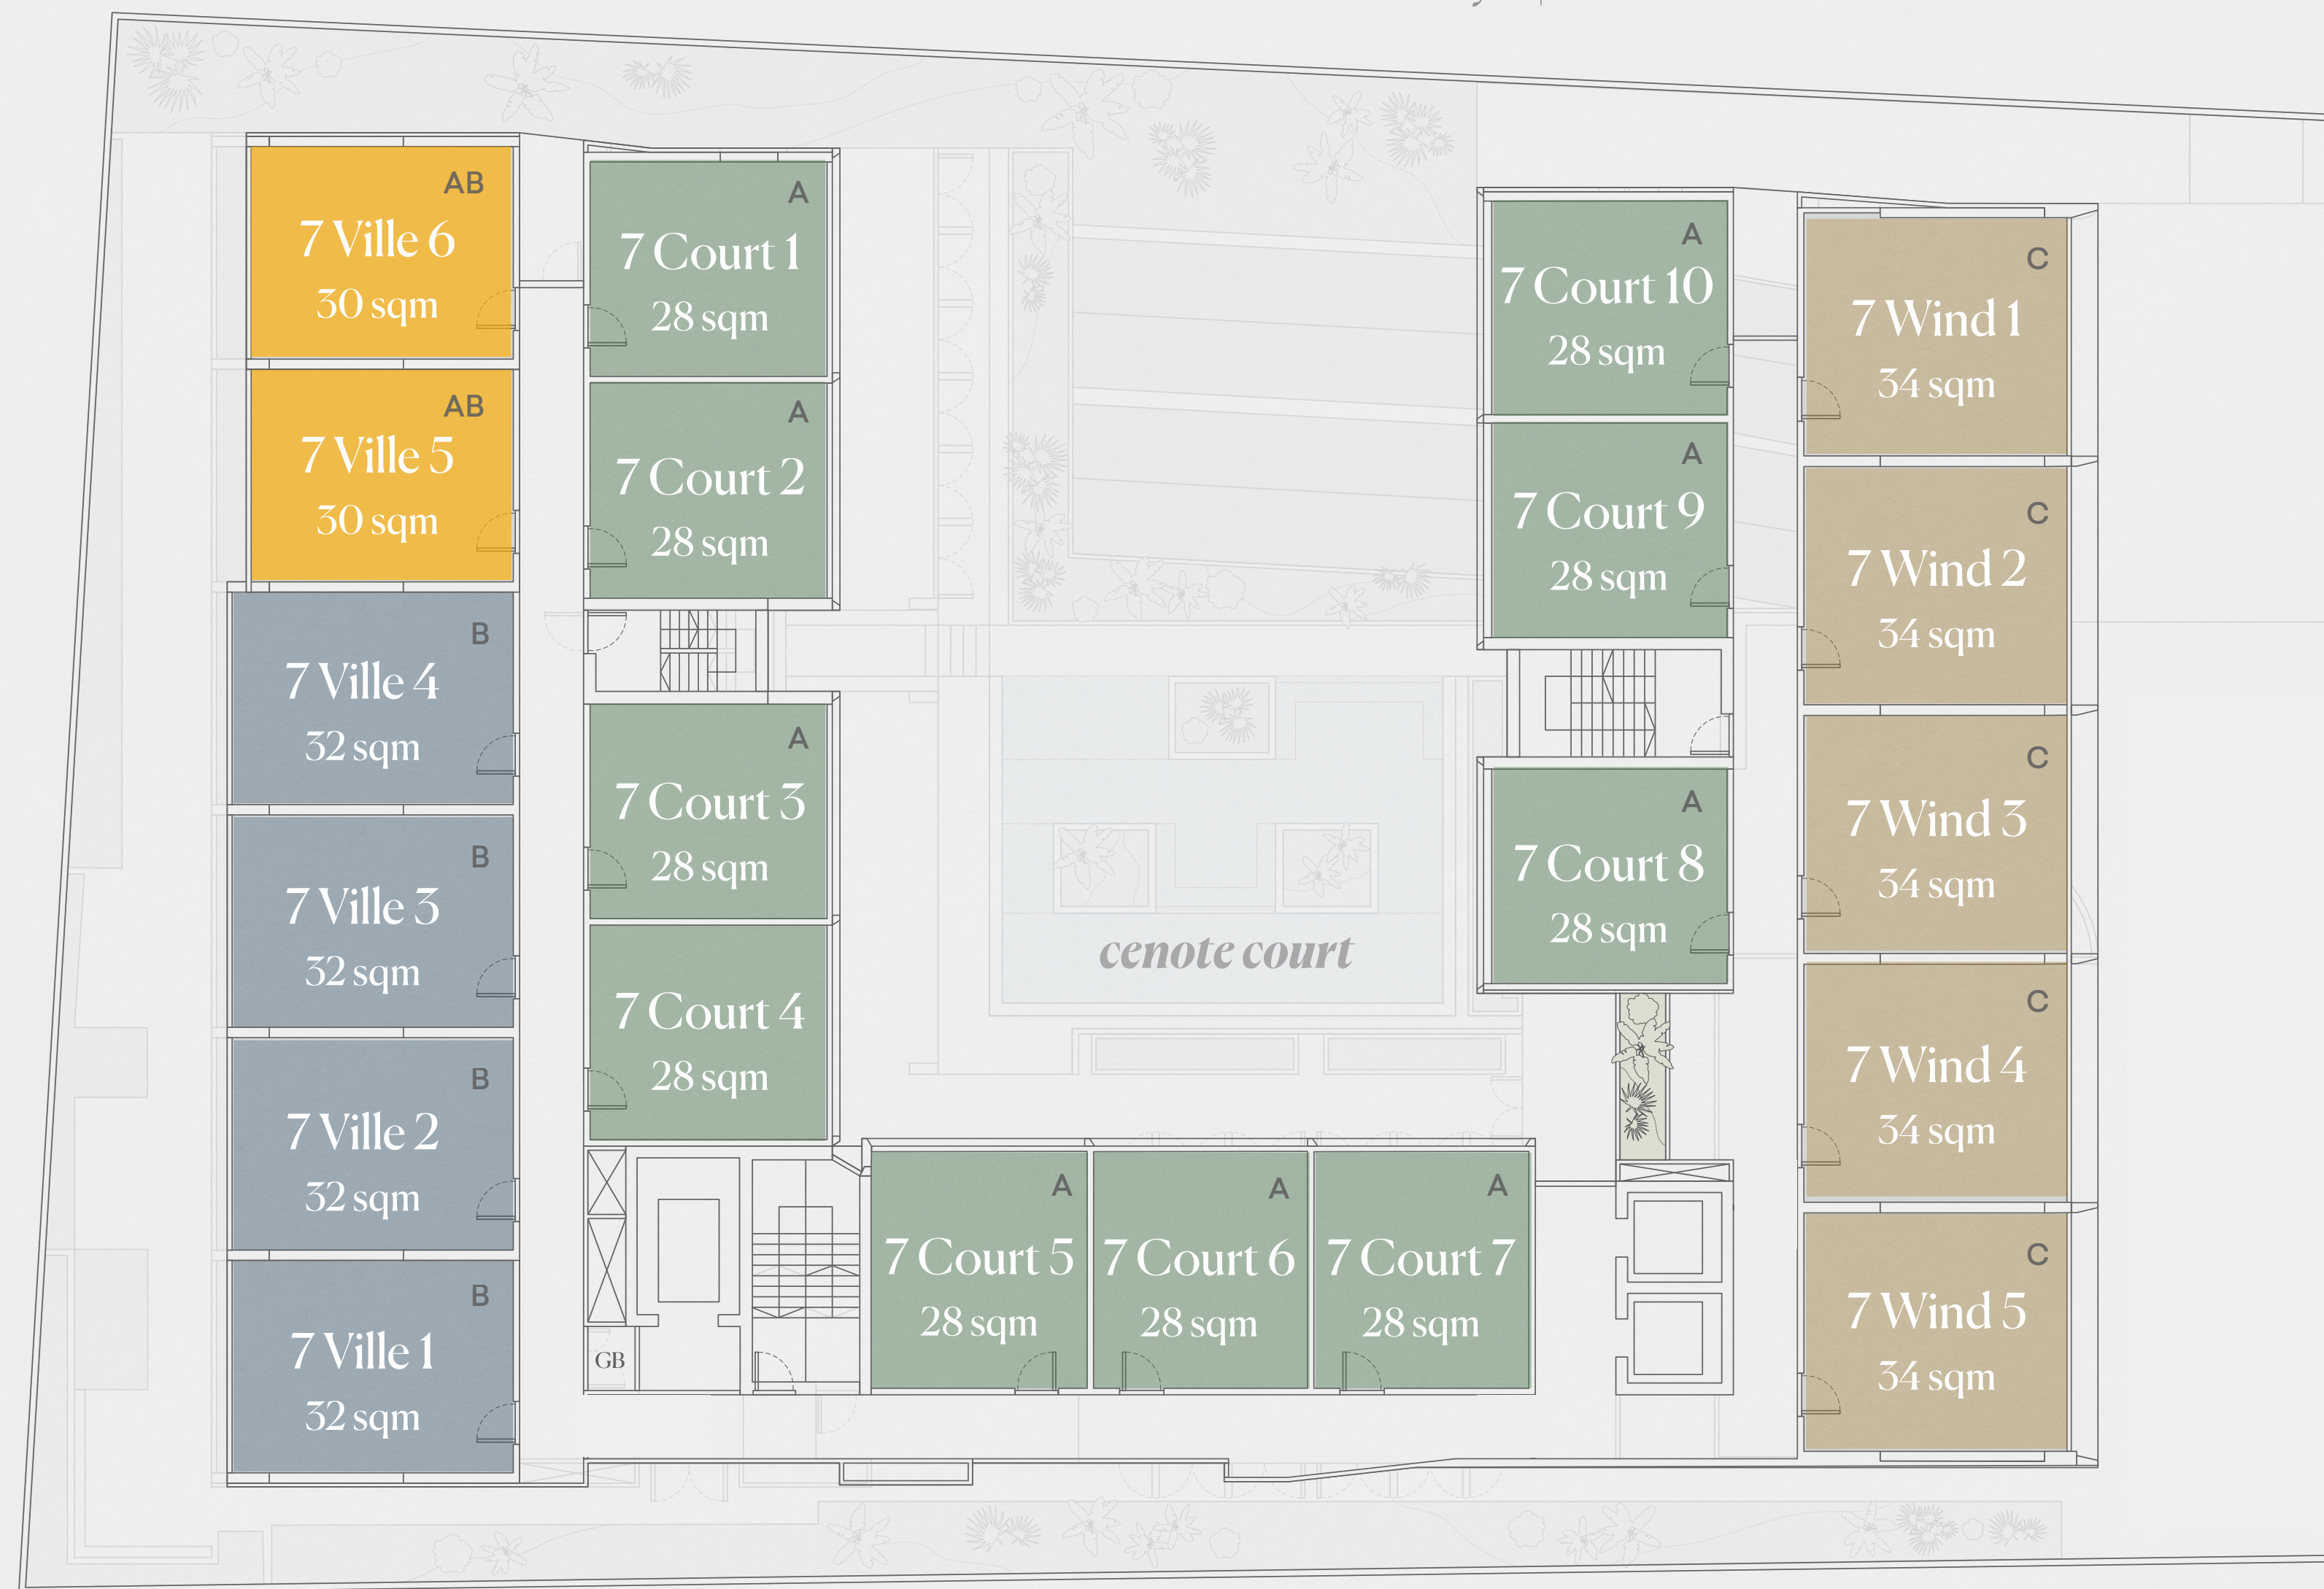 AB
7 Ville 6
30 sqm
AB
7 Ville 5
30 sqm
B
7 Ville 4
32 sqm
B
7 Ville 3
32 sqm
B
7 Ville 2
32 sqm
B
7 Ville 1
32 sqm
A
7 Court 1
28 sqm
A
7 Court 2
28 sqm
A
7 Court 3
28 sqm
A
7 Court 4
28 sqm
GB
A
7 Court 5
28 sqm
A
7 Court 6
28 sqm
A
7 Court 7
28 sqm
cenote court
A
7 Court 10
28 sqm
A
7 Court 9
28 sqm
A
7 Court 8
28 sqm
C
7 Wind 1
34 sqm
C
7 Wind 2
34 sqm
C
7 Wind 3
34 sqm
C
7 Wind 4
34 sqm
C
7 Wind 5
34 sqm